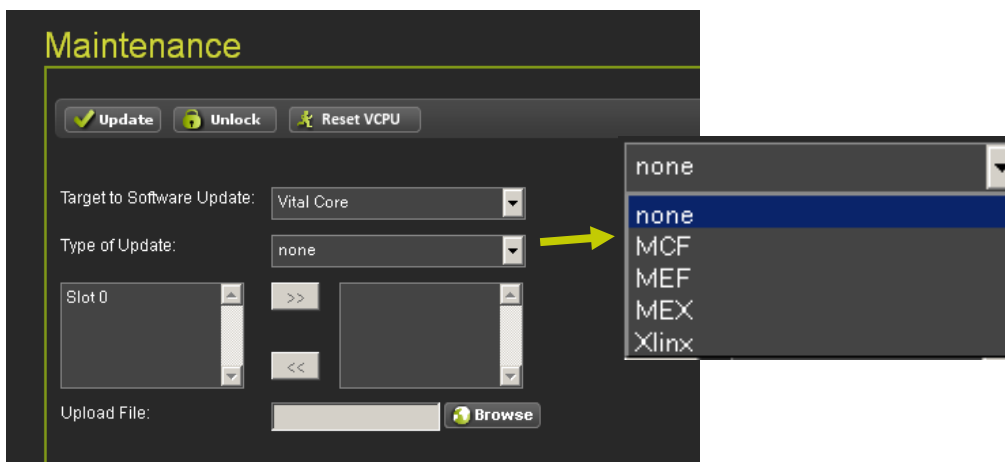 Maintenance
Update Unlock Reset VCPU
Target to Software Update: Vital Core
Type of Update: none
Slot 0 >>
<<
Upload File: Browse
none
none
MCF
MEF
MEX
Xlinx